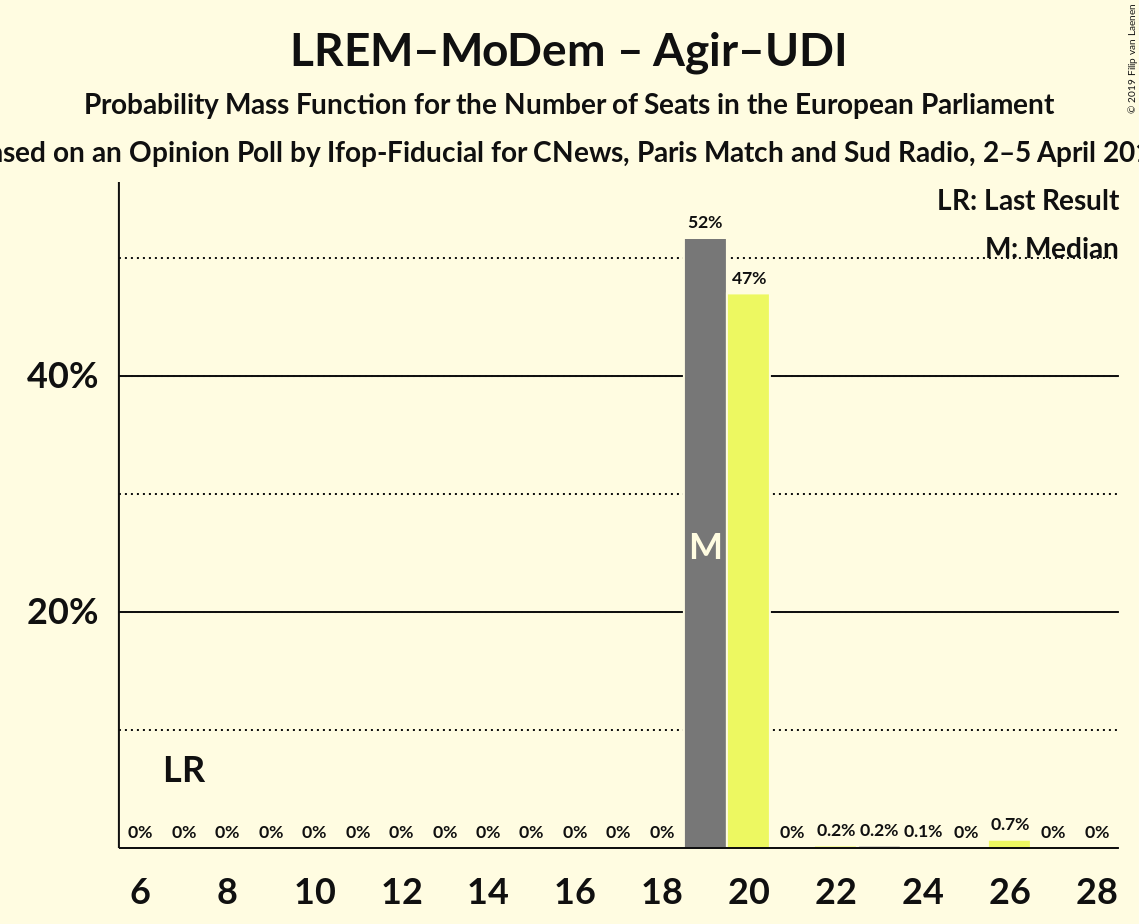 LREM–MoDem – Agir–UDI
Probability Mass Function for the Number of Seats in the European Parliament
on an Opinion Poll by Ifop-Fiducial for CNews, Paris Match and Sud Radio, 2–5 April
© 2019 Filip van Laenen
LR: Last Result
M: Median
52%
47%
40%
M
20%
LR
0% 0% 0% 0% 0% 0% 0% 0% 0% 0% 0% 0% 0% 0% 0.2% 0.2% 0.1% 0% 0.7% 0% 0%
6 8 10 12 14 16 18 20 22 24 26 28